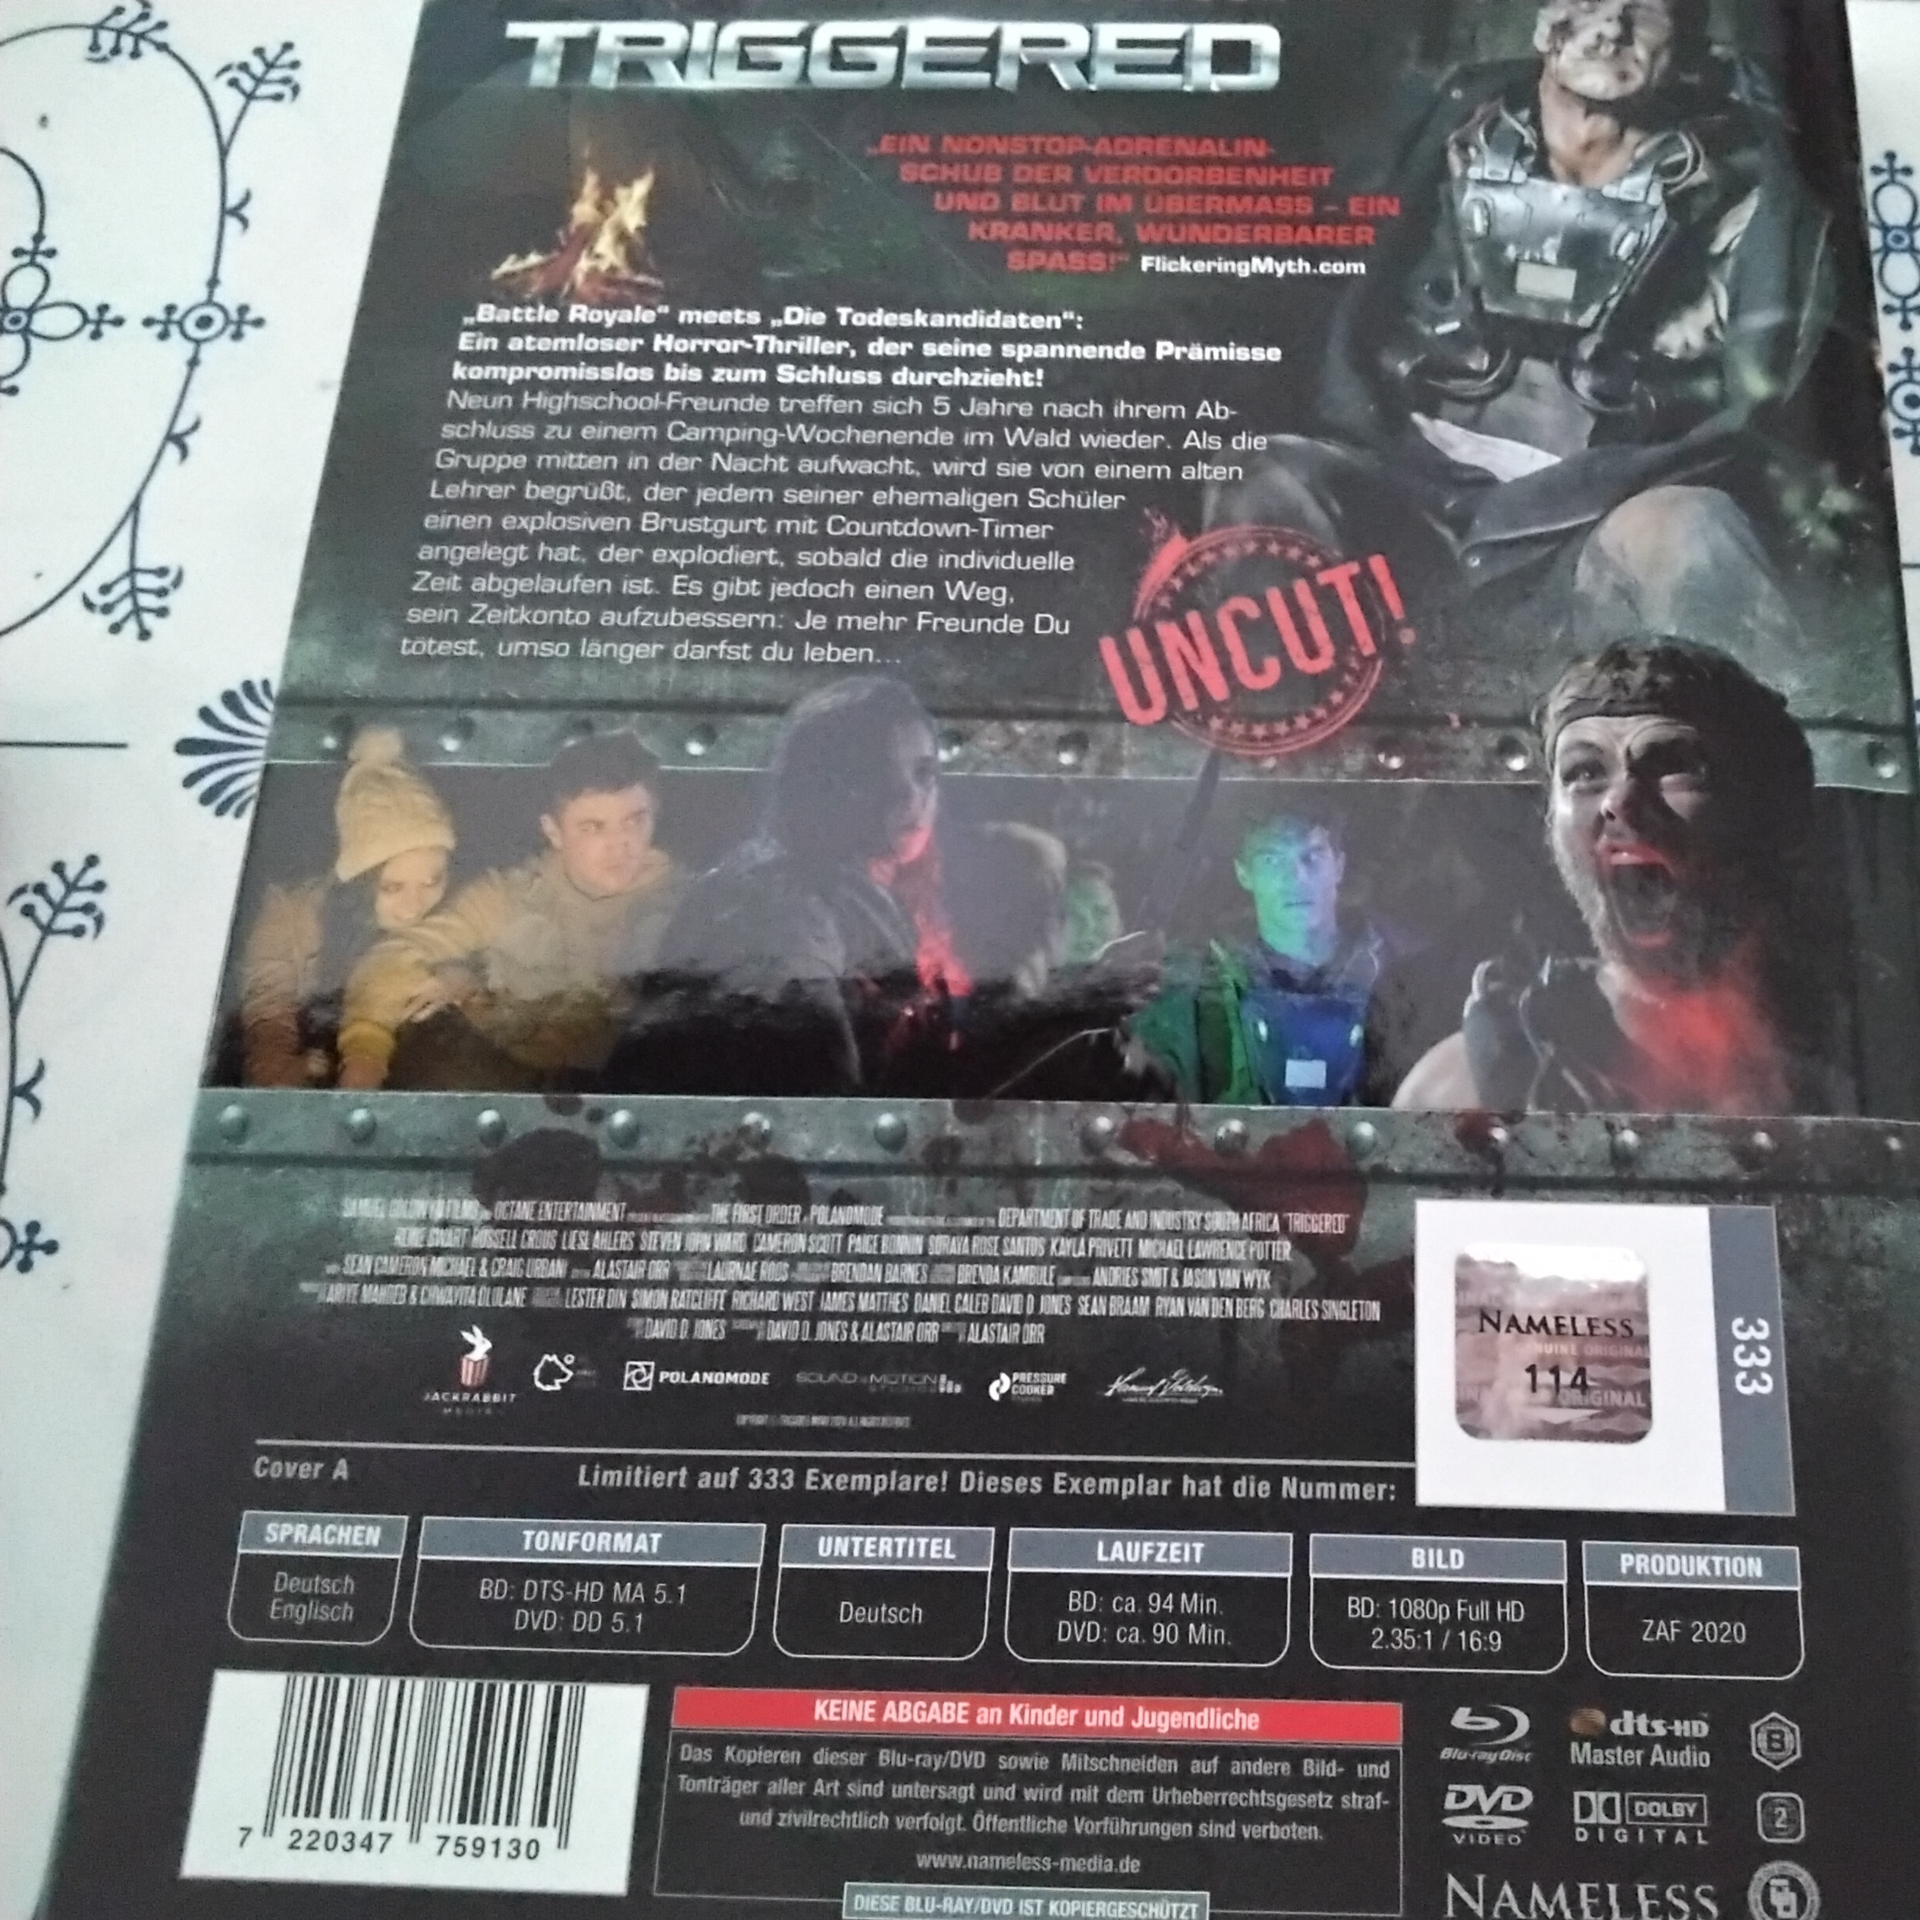 TRIGGERED
„EIN NONSTOP-ADRENALIN-
SCHUB DER VERDORBENHEIT
UND BLUT IM ÜBERMASS – EIN
KRANKER, WUNDERBARER
SPASS!“ FlickeringMyth.com
„Battle Royale“ meets „Die Todeskandidaten“:
Ein atemloser Horror-Thriller, der seine spannende Prämisse
kompromisslos bis zum Schluss durchzieht!
Neun Highschool-Freunde treffen sich 5 Jahre nach ihrem Ab-
schluss zu einem Camping-Wochenende im Wald wieder. Als die
Gruppe mitten in der Nacht aufwacht, wird sie von einem alten
Lehrer begrüßt, der jedem seiner ehemaligen Schüler
einen explosiven Brustgurt mit Countdown-Timer
angelegt hat, der explodiert, sobald die individuelle
Zeit abgelaufen ist. Es gibt jedoch einen Weg,
sein Zeitkonto aufzubessern: Je mehr Freunde Du
tötest, umso länger darfst du leben...
UNCUT!
SAMUEL GOLDWYN FILMS OCTANE ENTERTAINMENT THE FIRST ORDER POLANOMODE DEPARTMENT OF TRADE AND INDUSTRY SOUTH AFRICA "TRIGGERED"
REINE SWART RUSSELL CROUS LIESL AHLERS STEVEN JOHN WARD CAMERON SCOTT PAIGE BONNIN SURAYA ROSE SANTOS KAYLA PRIVETT MICHAEL LAWRENCE POTTER
SEAN CAMERON MICHAEL & CRAIG URBANI ALASTAIR ORR LAURNAE ROOS BRENDAN BARNES BRENDA KAMBULE ANDRIES SMIT & JASON VAN WYK
LESTER DIN SIMON RATCLIFFE RICHARD WEST JAMES MATTHES DANIEL CALEB DAVID D JONES SEAN BRAAM RYAN VAN DEN BERG CHARLES SINGLETON
DAVID D. JONES DAVID D. JONES & ALASTAIR ORR ALASTAIR ORR
JACKRABBIT
MEDIA
POLANOMODE
SOUND & MOTION
STUDIOS
PRESSURE
COOKER
NAMELESS
114
ORIGINAL
333
Cover A
Limitiert auf 333 Exemplare! Dieses Exemplar hat die Nummer:
SPRACHEN
Deutsch
Englisch
TONFORMAT
BD: DTS-HD MA 5.1
DVD: DD 5.1
UNTERTITEL
Deutsch
LAUFZEIT
BD: ca. 94 Min.
DVD: ca. 90 Min.
BILD
BD: 1080p Full HD
2.35:1 / 16:9
PRODUKTION
ZAF 2020
7 220347 759130
KEINE ABGABE an Kinder und Jugendliche
Das Kopieren dieser Blu-ray/DVD sowie Mitschneiden auf andere Bild- und
Tonträger aller Art sind untersagt und wird mit dem Urheberrechtsgesetz straf-
und zivilrechtlich verfolgt. Öffentliche Vorführungen sind verboten.
www.nameless-media.de
DIESE BLU-RAY/DVD IST KOPIERGESCHÜTZT
Blu-ray Disc
dts-HD
Master Audio
B
DVD
VIDEO
DOLBY
DIGITAL
2
NAMELESS